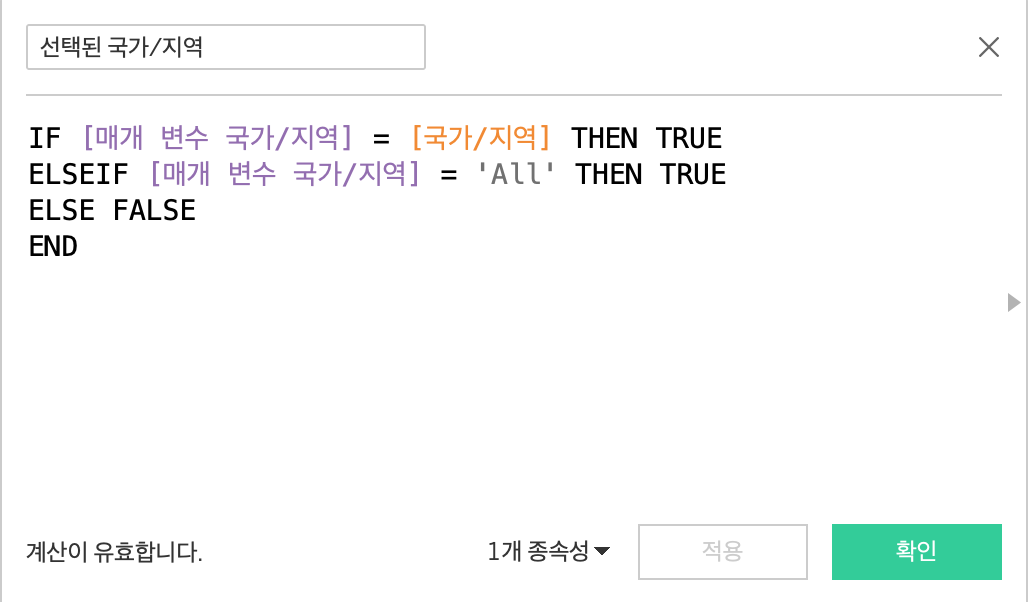 선택된 국가/지역
IF [매개 변수 국가/지역] = [국가/지역] THEN TRUE
ELSEIF [매개 변수 국가/지역] = 'All' THEN TRUE
ELSE FALSE
END
계산이 유효합니다. 1개 종속성 적용 확인